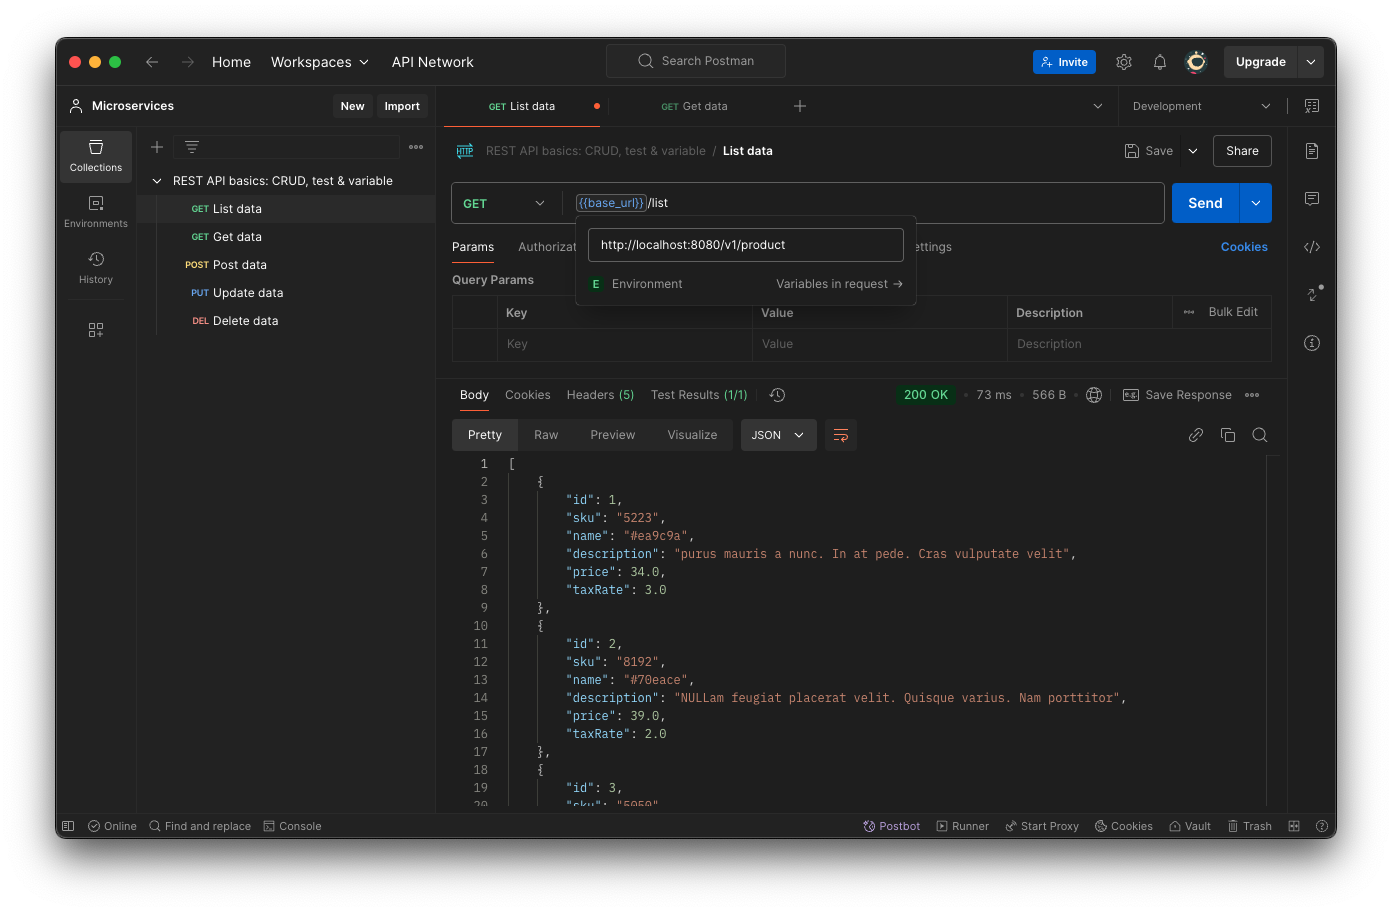 Home Workspaces API Network Search Postman Invite Upgrade
Microservices New Import GET List data GET Get data Development
Collections
Environments
History
REST API basics: CRUD, test & variable
GET List data
GET Get data
POST Post data
PUT Update data
DEL Delete data
HTTP REST API basics: CRUD, test & variable / List data Save Share
GET {{base_url}}/list Send
http://localhost:8080/v1/product
E Environment Variables in request →
Params Authorizat ettings Cookies
Query Params
Key Value Description Bulk Edit
Key Value Description
Body Cookies Headers (5) Test Results (1/1) 200 OK 73 ms 566 B e.g. Save Response
Pretty Raw Preview Visualize JSON
1 [
2 {
3 "id": 1,
4 "sku": "5223",
5 "name": "#ea9c9a",
6 "description": "purus mauris a nunc. In at pede. Cras vulputate velit",
7 "price": 34.0,
8 "taxRate": 3.0
9 },
10 {
11 "id": 2,
12 "sku": "8192",
13 "name": "#70eace",
14 "description": "NULLam feugiat placerat velit. Quisque varius. Nam porttitor",
15 "price": 39.0,
16 "taxRate": 2.0
17 },
18 {
19 "id": 3,
20 "sku": "5050"
Online Find and replace Console Postbot Runner Start Proxy Cookies Vault Trash